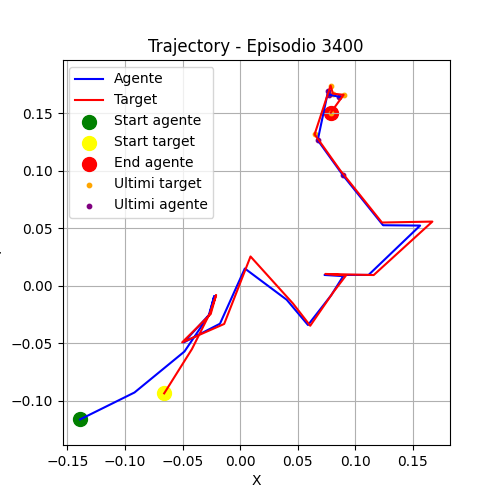 Trajectory - Episodio 3400
Agente
Target
Start agente
Start target
End agente
Ultimi target
Ultimi agente
0.15
0.10
0.05
0.00
−0.05
−0.10
−0.15 −0.10 −0.05 0.00 0.05 0.10 0.15
X